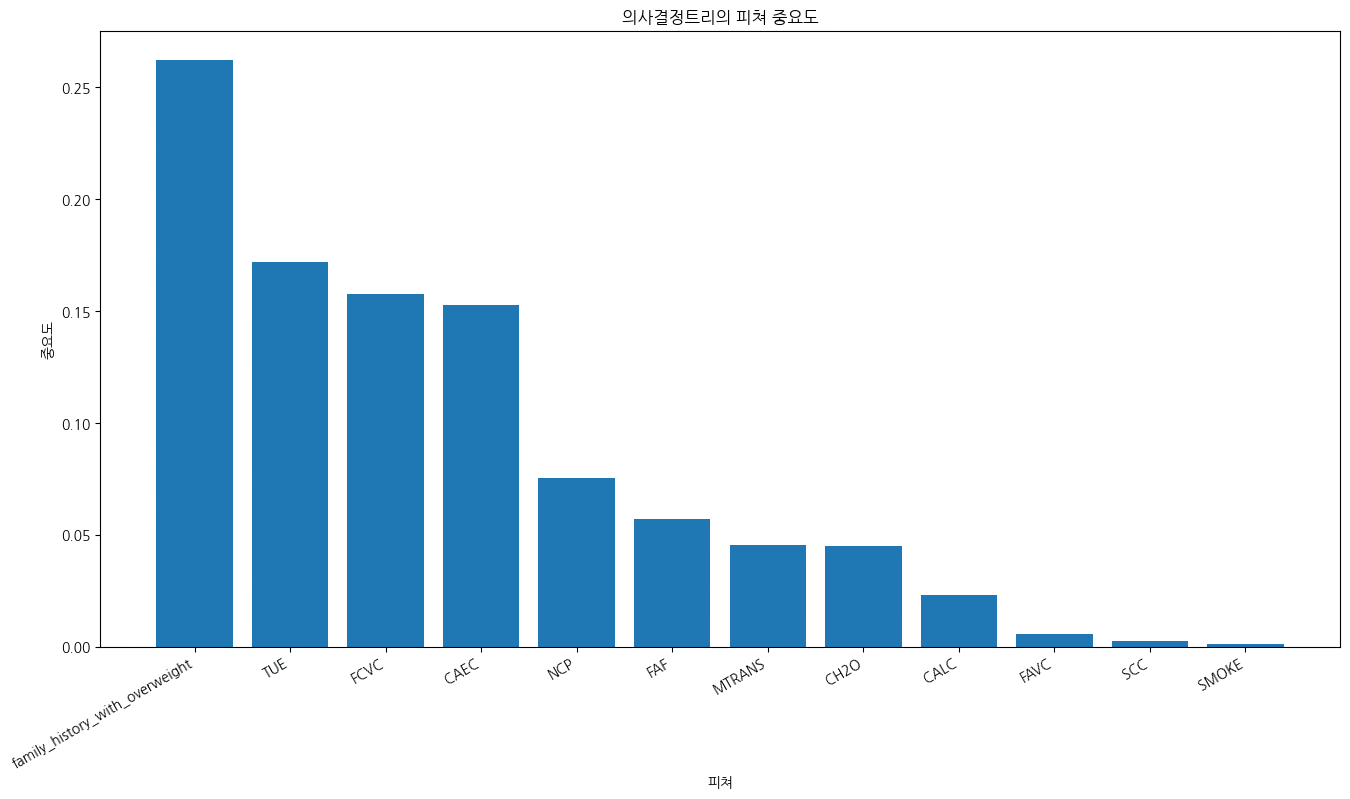 의사결정트리의 피쳐 중요도
중요도
0.25
0.20
0.15
0.10
0.05
0.00
family_history_with_overweight
TUE
FCVC
CAEC
NCP
FAF
MTRANS
CH2O
CALC
FAVC
SCC
SMOKE
피쳐